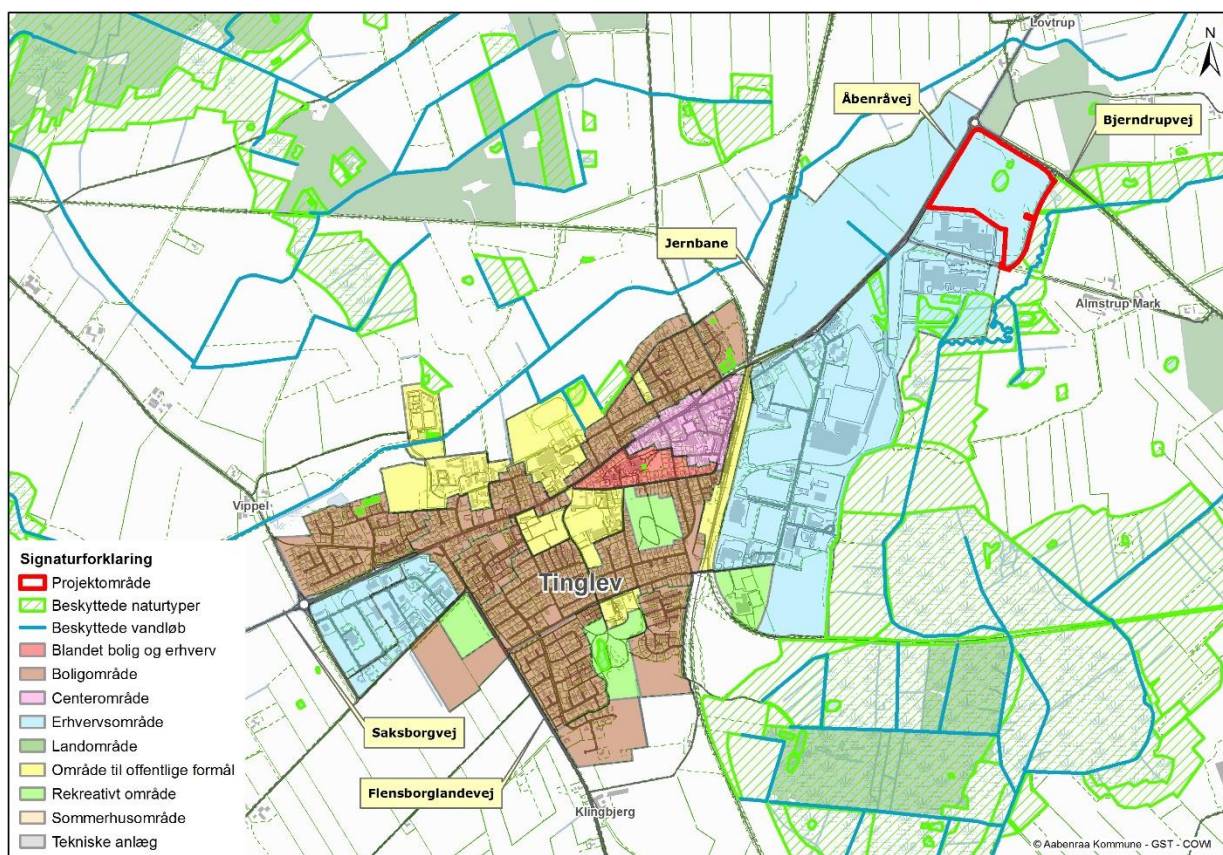 Lovtrup
N
Åbenråvej
Bjerndrupvej
Jernbane
Almstrup Mark
Vippel
Tinglev
Saksborgvej
Flensborglandevej
Klingbjerg
Signaturforklaring
Projektområde
Beskyttede naturtyper
Beskyttede vandløb
Blandet bolig og erhverv
Boligområde
Centerområde
Erhvervsområde
Landområde
Område til offentlige formål
Rekreativt område
Sommerhusområde
Tekniske anlæg
© Aabenraa Kommune - GST - COWI